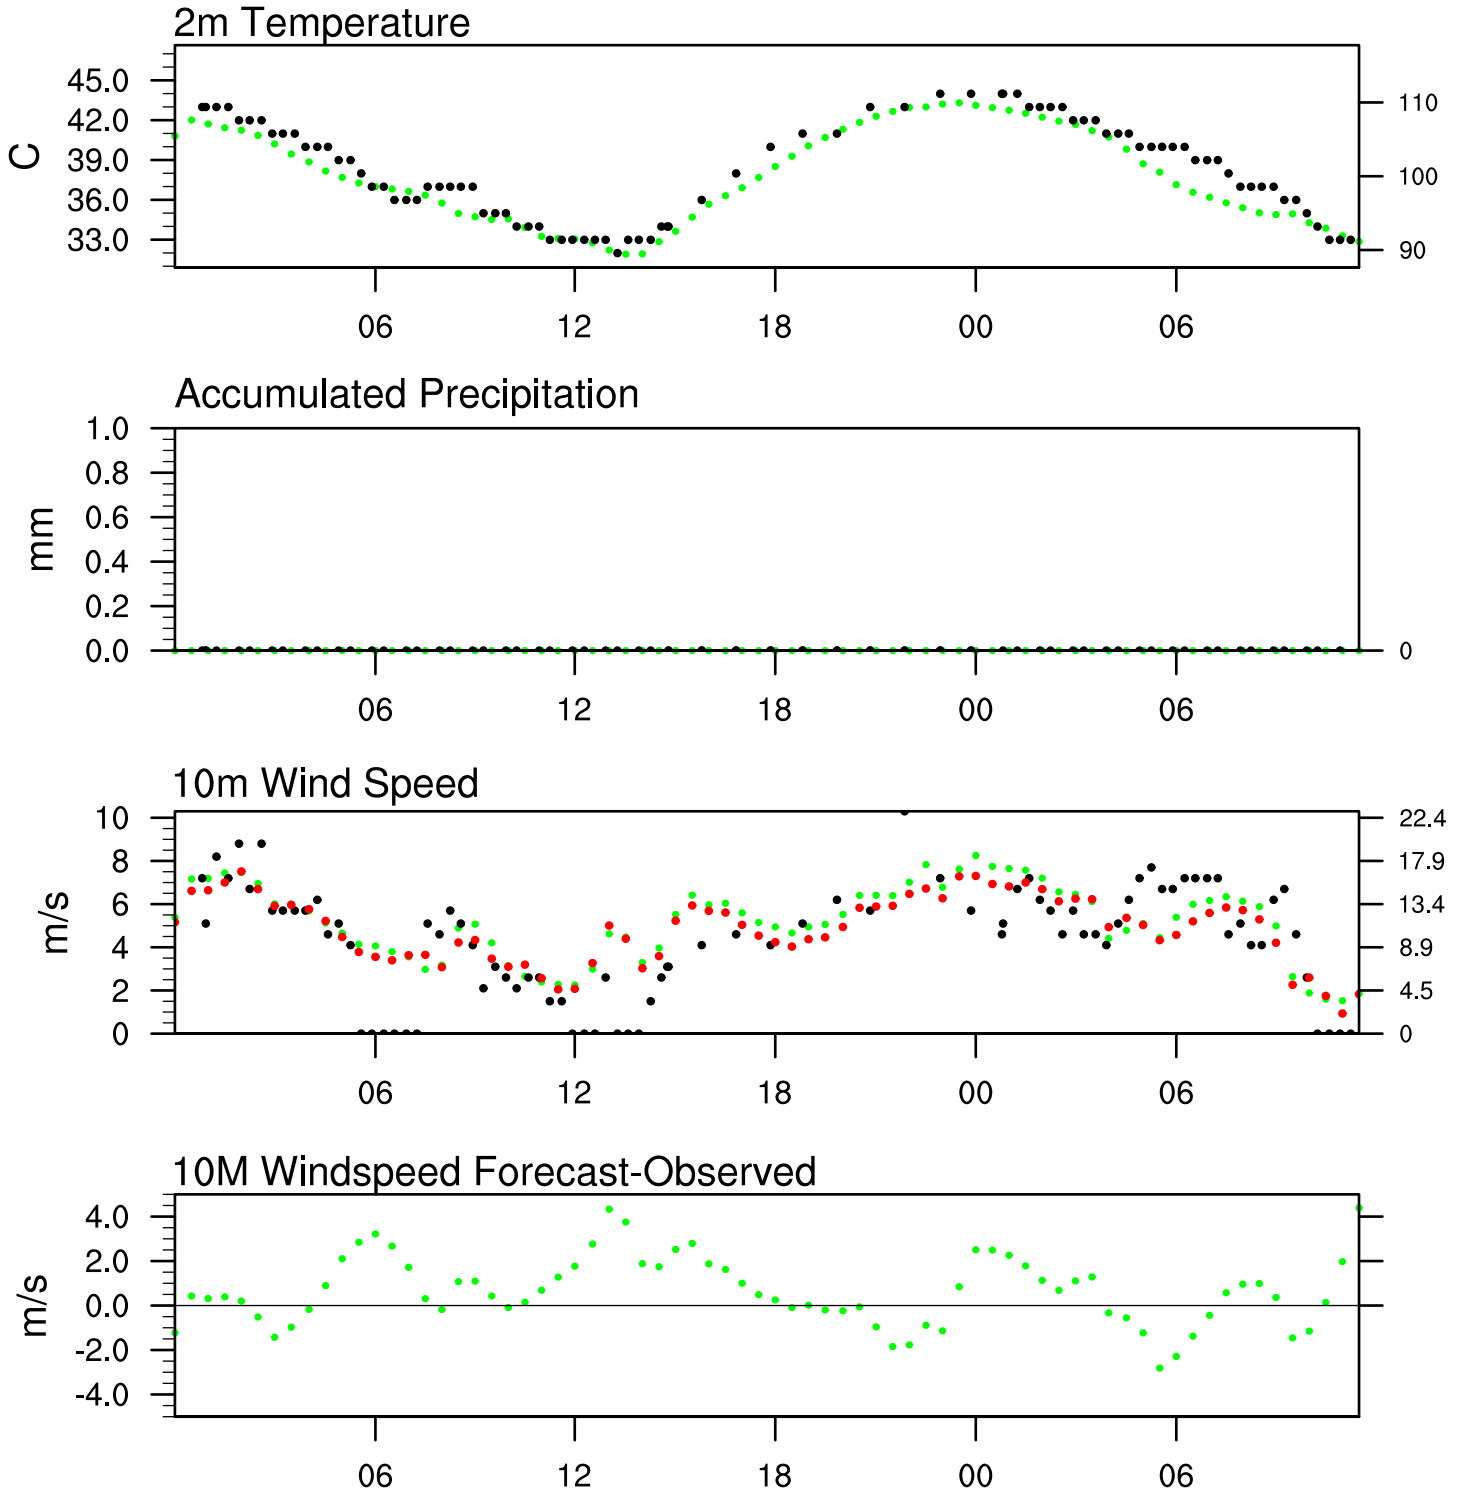 2m Temperature
45.0
42.0
39.0
36.0
33.0
C
110
100
90
06 12 18 00 06
Accumulated Precipitation
1.0
0.8
0.6
0.4
0.2
0.0
mm
0
06 12 18 00 06
10m Wind Speed
10
8
6
4
2
0
m/s
22.4
17.9
13.4
8.9
4.5
0
06 12 18 00 06
10M Windspeed Forecast-Observed
4.0
2.0
0.0
-2.0
-4.0
m/s
06 12 18 00 06